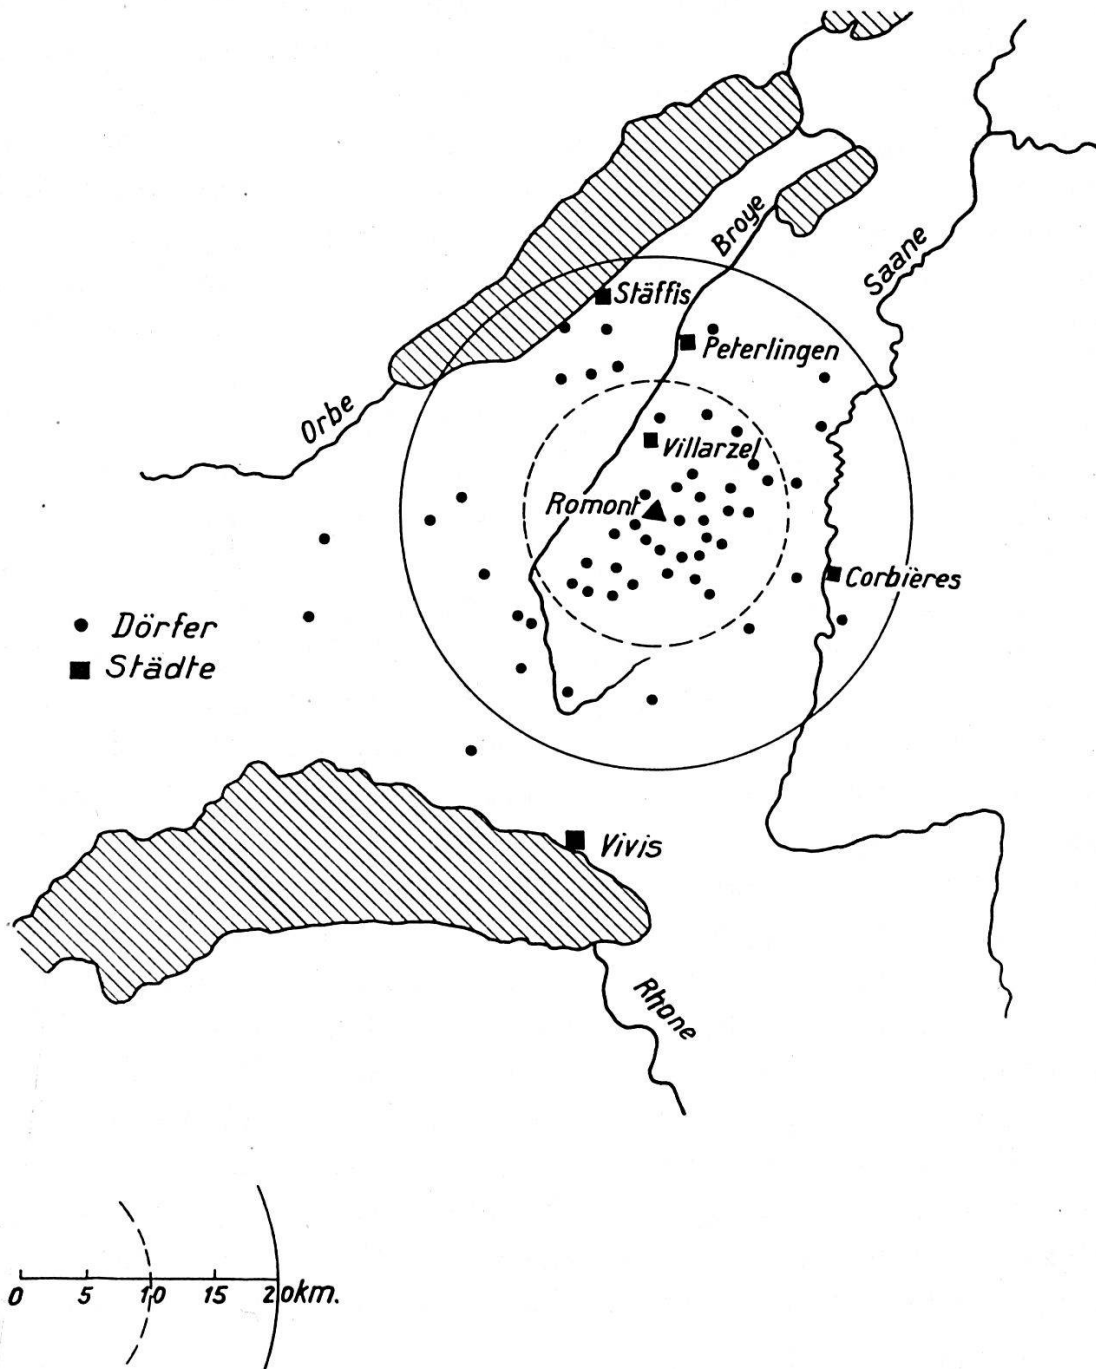 Broye
Saane
Stäffis
Peterlingen
Orbe
Villarzel
Romont
Corbières
Dörfer
Städte
Vivis
Rhone
0 5 10 15 20km.